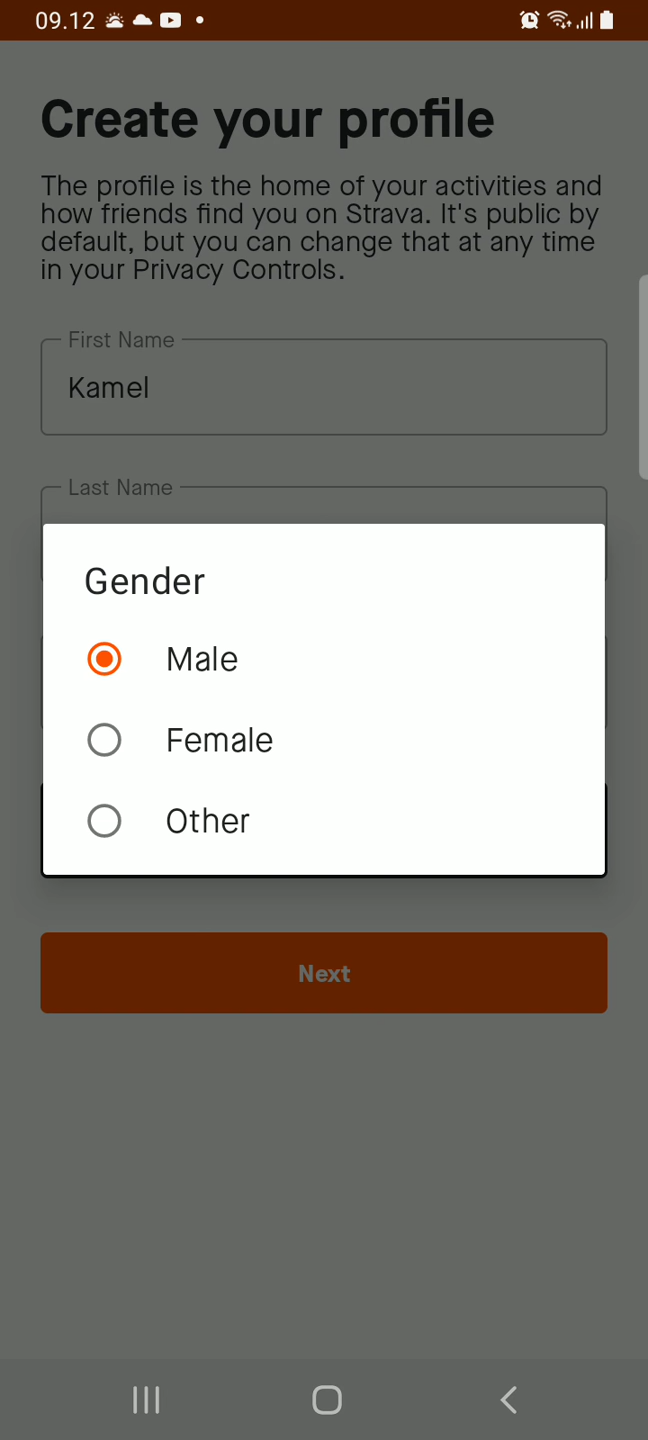 09.12
Create your profile
The profile is the home of your activities and
how friends find you on Strava. It's public by
default, but you can change that at any time
in your Privacy Controls.
First Name
Kamel
Last Name
Gender
Male
Female
Other
Next